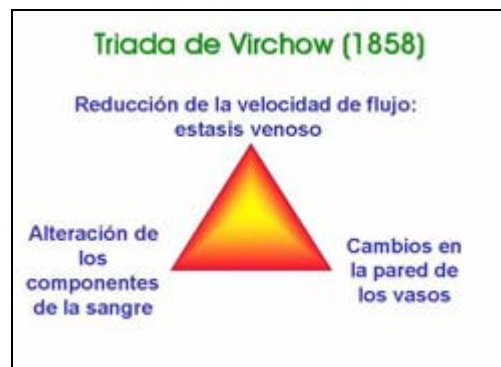 Triada de Virchow (1858)
Reducción de la velocidad de flujo:
estasis venoso
Alteración de
los
componentes
de la sangre
Cambios en
la pared de
los vasos